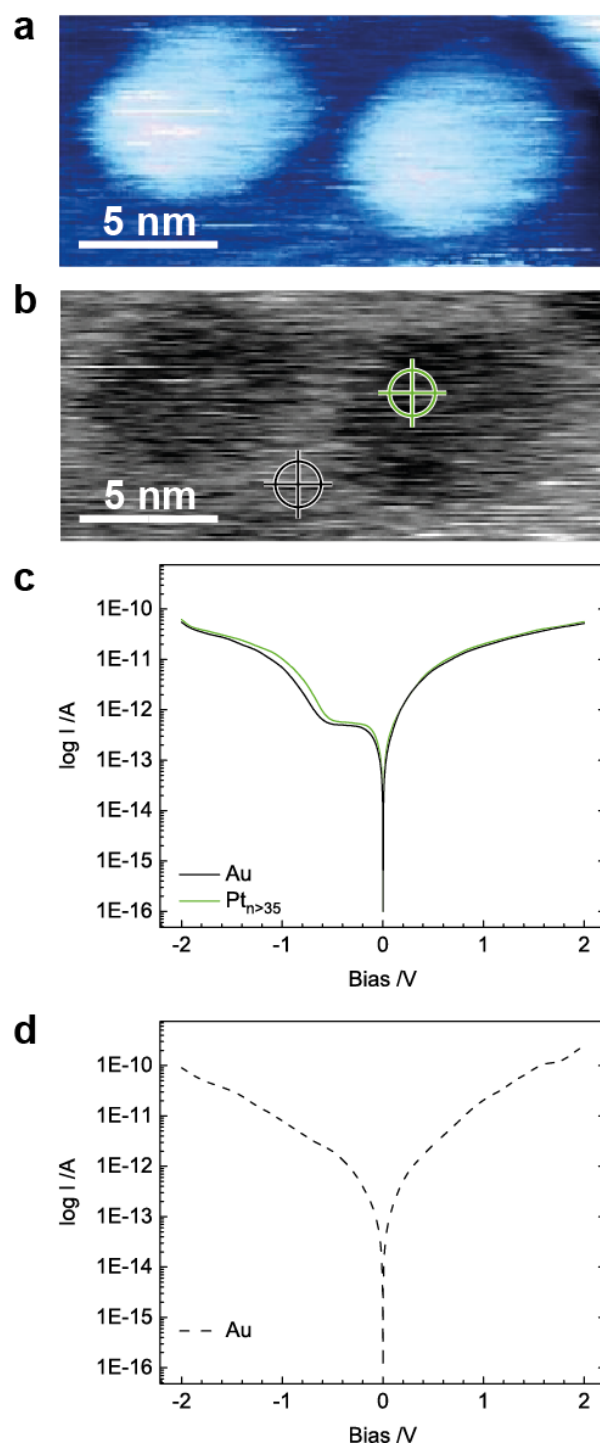 a
5 nm
b
5 nm
c
1E-10
1E-11
1E-12
1E-13
1E-14
1E-15
1E-16
log I /A
Au
Ptn>35
-2 -1 0 1 2
Bias /V
d
1E-10
1E-11
1E-12
1E-13
1E-14
1E-15
1E-16
log I /A
Au
-2 -1 0 1 2
Bias /V